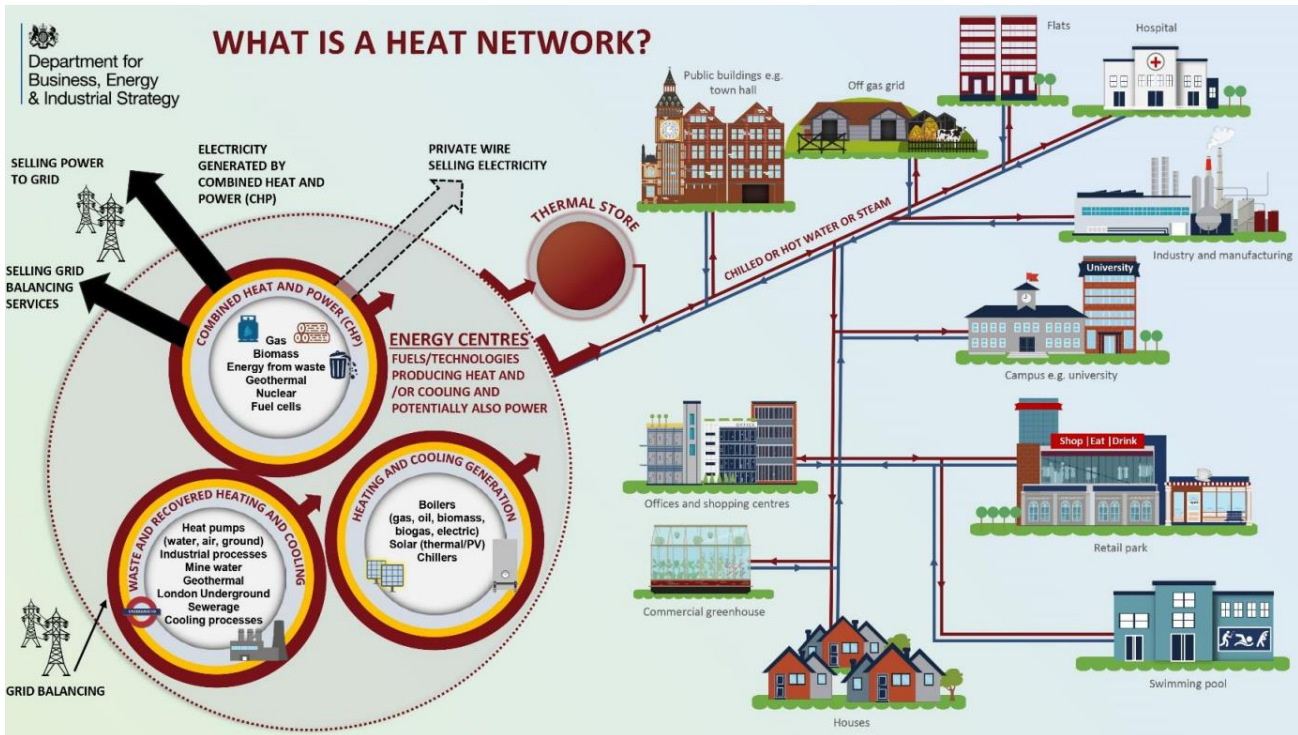 Department for
Business, Energy
& Industrial Strategy
WHAT IS A HEAT NETWORK?
SELLING POWER
TO GRID
ELECTRICITY
GENERATED BY
COMBINED HEAT AND
POWER (CHP)
PRIVATE WIRE
SELLING ELECTRICITY
SELLING GRID
BALANCING
SERVICES
COMBINED HEAT AND POWER (CHP)
Gas
Biomass
Energy from waste
Geothermal
Nuclear
Fuel cells
ENERGY CENTRES
FUELS/TECHNOLOGIES
PRODUCING HEAT AND
/OR COOLING AND
POTENTIALLY ALSO POWER
WASTE AND RECOVERED HEATING AND COOLING
Heat pumps
(water, air, ground)
Industrial processes
Mine water
Geothermal
London Underground
Sewerage
Cooling processes
UNDERGROUND
HEATING AND COOLING GENERATION
Boilers
(gas, oil, biomass,
biogas, electric)
Solar (thermal/PV)
Chillers
GRID BALANCING
THERMAL STORE
CHILLED OR HOT WATER OR STEAM
Public buildings e.g.
town hall
Off gas grid
Flats
Hospital
Industry and manufacturing
University
Campus e.g. university
OFFICE
Offices and shopping centres
Shop |Eat |Drink
Retail park
Commercial greenhouse
Houses
Swimming pool